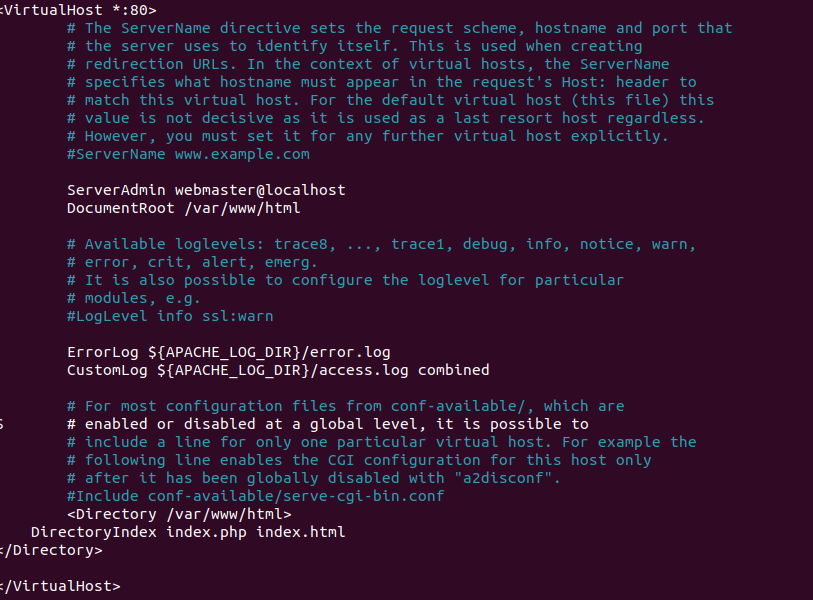 <VirtualHost *:80>
# The ServerName directive sets the request scheme, hostname and port that
# the server uses to identify itself. This is used when creating
# redirection URLs. In the context of virtual hosts, the ServerName
# specifies what hostname must appear in the request's Host: header to
# match this virtual host. For the default virtual host (this file) this
# value is not decisive as it is used as a last resort host regardless.
# However, you must set it for any further virtual host explicitly.
#ServerName www.example.com
ServerAdmin webmaster@localhost
DocumentRoot /var/www/html
# Available loglevels: trace8, ..., trace1, debug, info, notice, warn,
# error, crit, alert, emerg.
# It is also possible to configure the loglevel for particular
# modules, e.g.
#LogLevel info ssl:warn
ErrorLog ${APACHE_LOG_DIR}/error.log
CustomLog ${APACHE_LOG_DIR}/access.log combined
# For most configuration files from conf-available/, which are
# enabled or disabled at a global level, it is possible to
# include a line for only one particular virtual host. For example the
# following line enables the CGI configuration for this host only
# after it has been globally disabled with "a2disconf".
#Include conf-available/serve-cgi-bin.conf
<Directory /var/www/html>
DirectoryIndex index.php index.html
</Directory>
</VirtualHost>